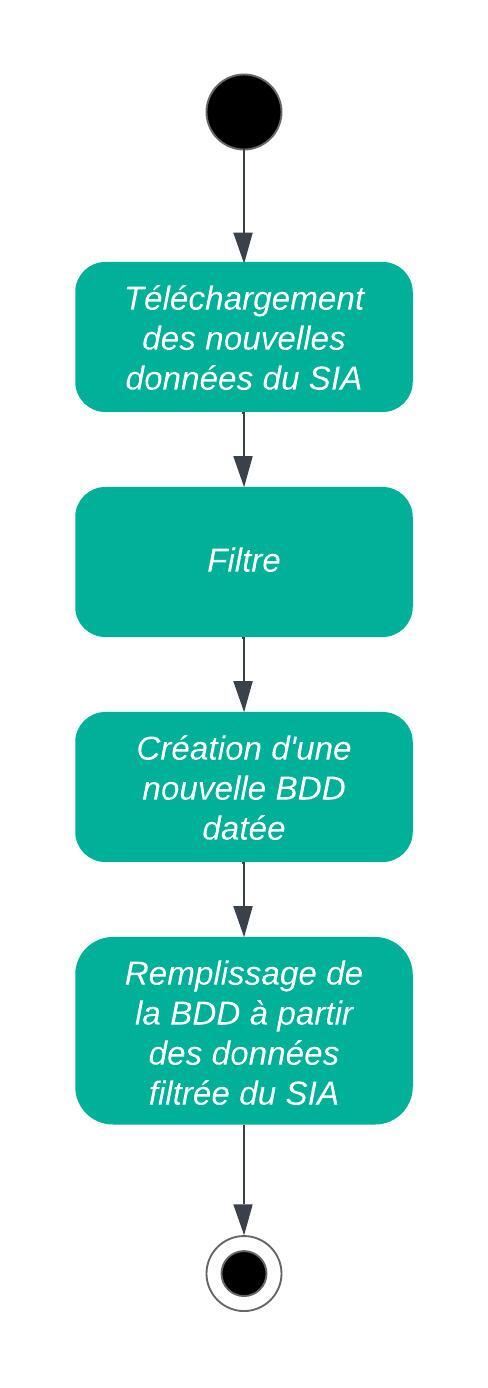 Téléchargement
des nouvelles
données du SIA
Filtre
Création d'une
nouvelle BDD
datée
Remplissage de
la BDD à partir
des données
filtrée du SIA